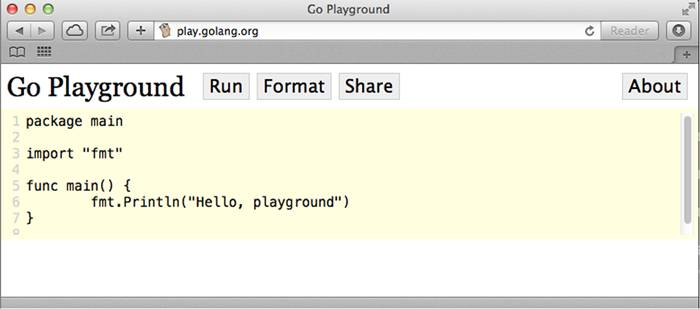 Go Playground
play.golang.org
Reader
Go Playground Run Format Share About
1 package main
2
3 import "fmt"
4
5 func main() {
6 fmt.Println("Hello, playground")
7 }